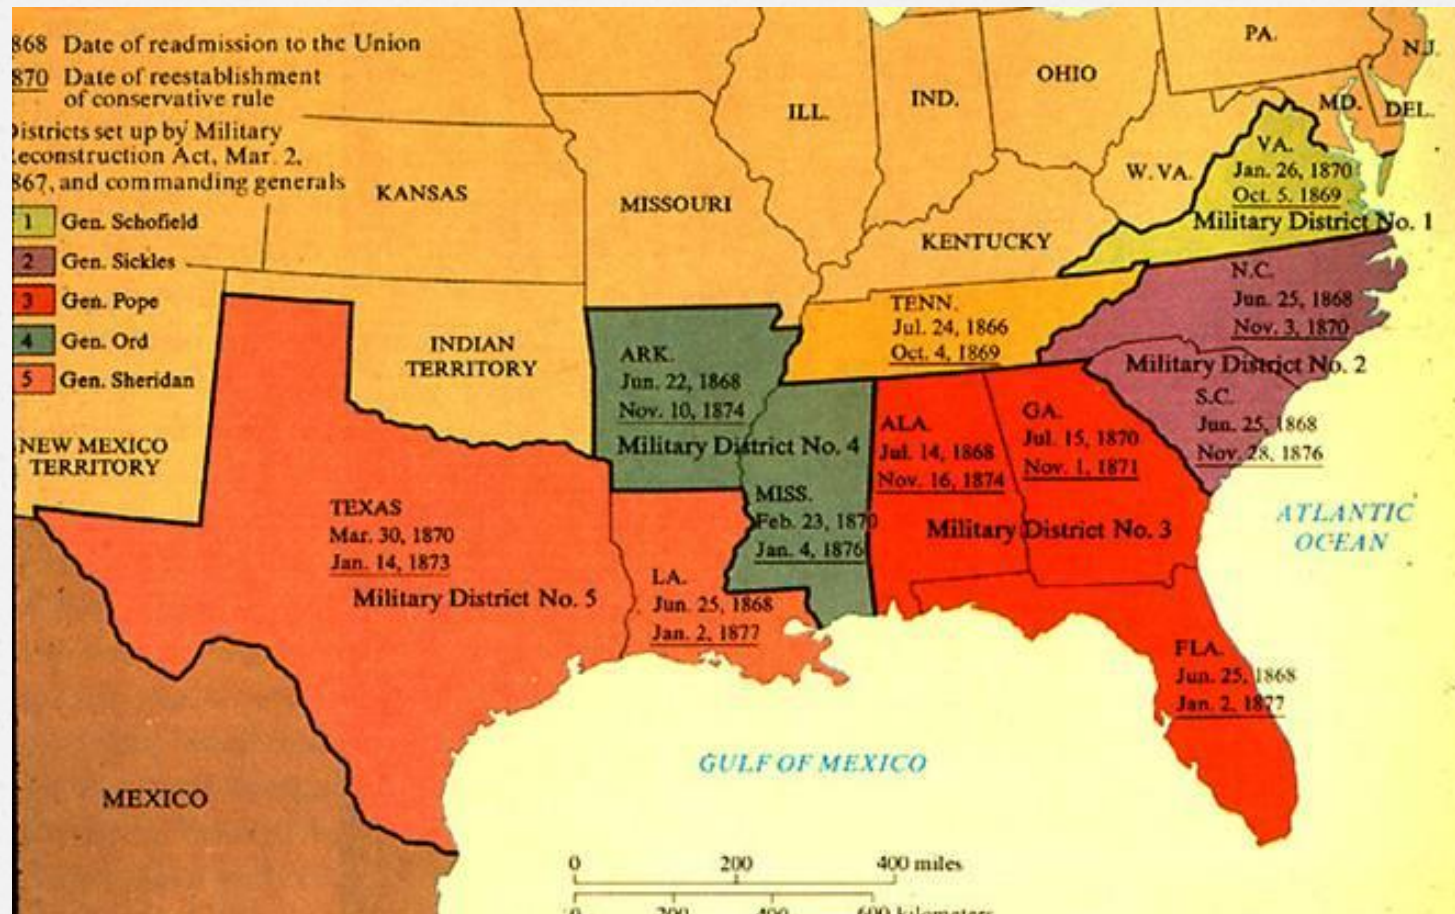 868 Date of readmission to the Union
870 Date of reestablishment
of conservative rule
Districts set up by Military
Reconstruction Act, Mar. 2,
867, and commanding generals
1 Gen. Schofield
2 Gen. Sickles
3 Gen. Pope
4 Gen. Ord
5 Gen. Sheridan
KANSAS
MISSOURI
ILL.
IND.
OHIO
PA.
N.J.
MD.
DEL.
W. VA.
KENTUCKY
VA.
Jan. 26, 1870
Oct. 5, 1869
Military District No. 1
N.C.
Jun. 25, 1868
Nov. 3, 1870
Military District No. 2
S.C.
Jun. 25, 1868
Nov. 28, 1876
TENN.
Jul. 24, 1866
Oct. 4, 1869
INDIAN
TERRITORY
NEW MEXICO
TERRITORY
ARK.
Jun. 22, 1868
Nov. 10, 1874
Military District No. 4
MISS.
Feb. 23, 1870
Jan. 4, 1876
ALA.
Jul. 14, 1868
Nov. 16, 1874
GA.
Jul. 15, 1870
Nov. 1, 1871
Military District No. 3
TEXAS
Mar. 30, 1870
Jan. 14, 1873
Military District No. 5
LA.
Jun. 25, 1868
Jan. 2, 1877
FLA.
Jun. 25, 1868
Jan. 2, 1877
ATLANTIC
OCEAN
GULF OF MEXICO
MEXICO
0 200 400 miles
0 200 400 600 kilometers